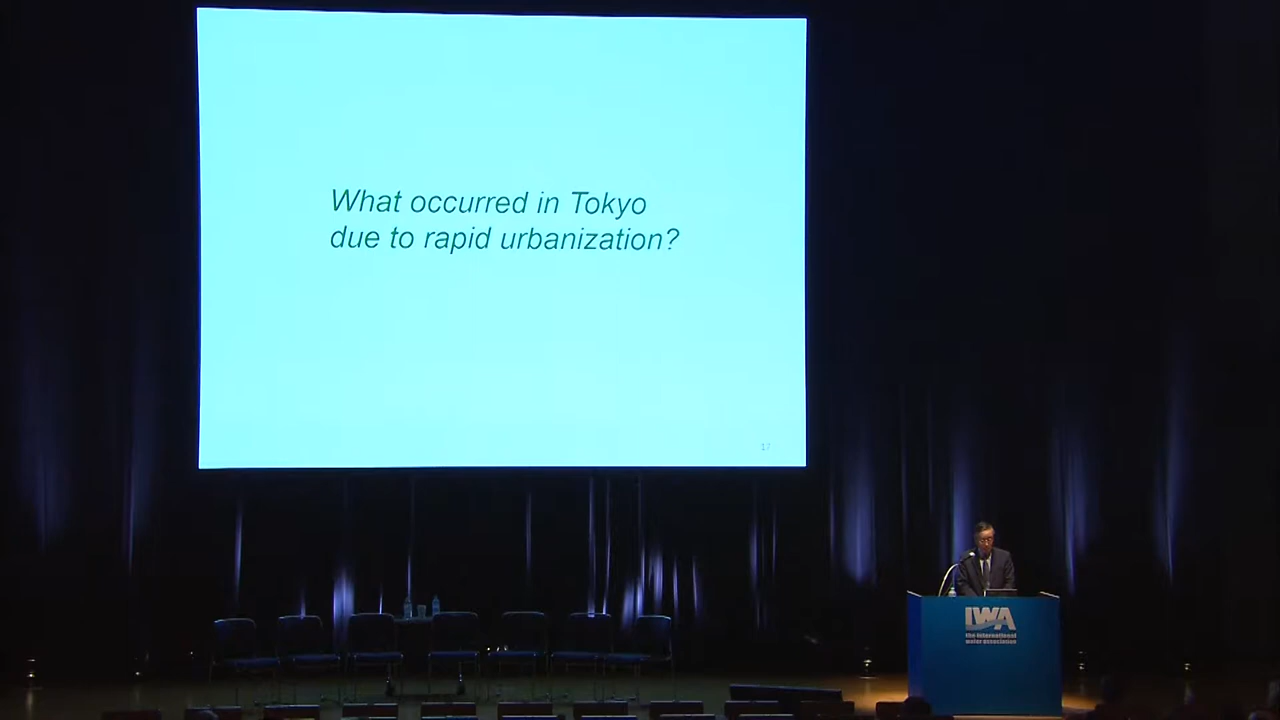 What occurred in Tokyo
due to rapid urbanization?
17
IWA
the international
water association